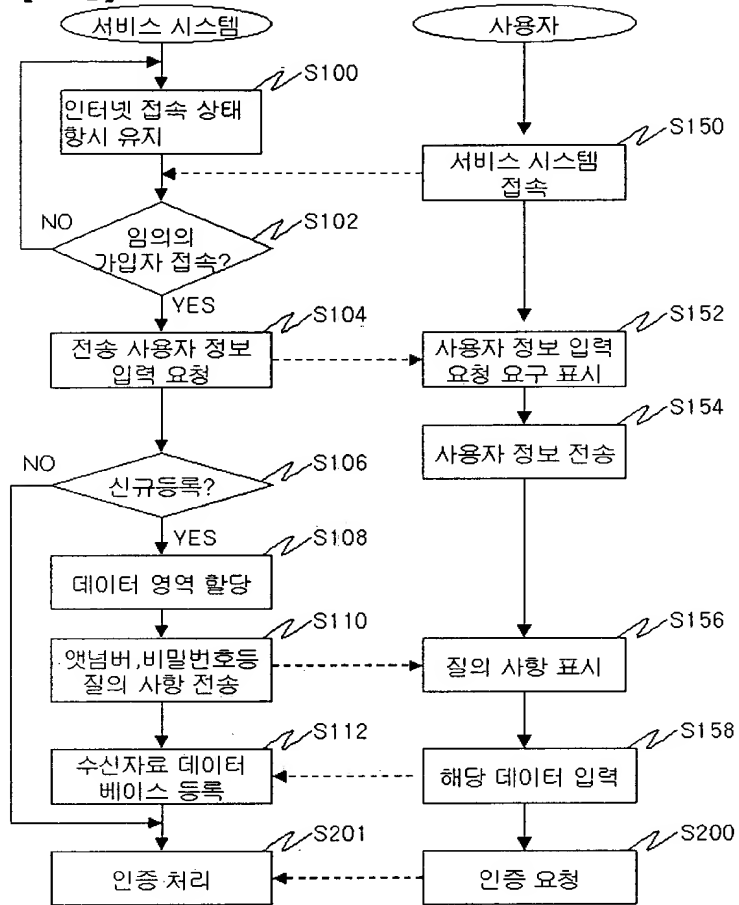 서비스 시스템
사용자
S100
인터넷 접속 상태
항시 유지
S150
서비스 시스템
접속
S102
NO
임의의
가입자 접속?
YES
S104
전송 사용자 정보
입력 요청
S152
사용자 정보 입력
요청 요구 표시
S154
사용자 정보 전송
NO
S106
신규등록?
YES
S108
데이터 영역 할당
S110
앳넘버,비밀번호등
질의 사항 전송
S156
질의 사항 표시
S112
수신자료 데이터
베이스 등록
S158
해당 데이터 입력
S201
인증 처리
S200
인증 요청